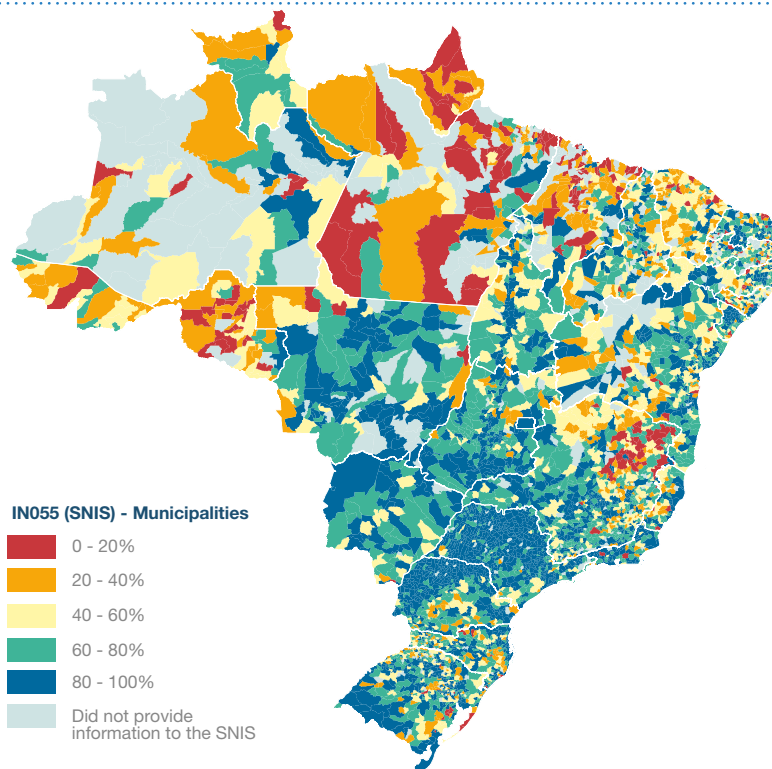 IN055 (SNIS) - Municipalities
0 - 20%
20 - 40%
40 - 60%
60 - 80%
80 - 100%
Did not provide
information to the SNIS